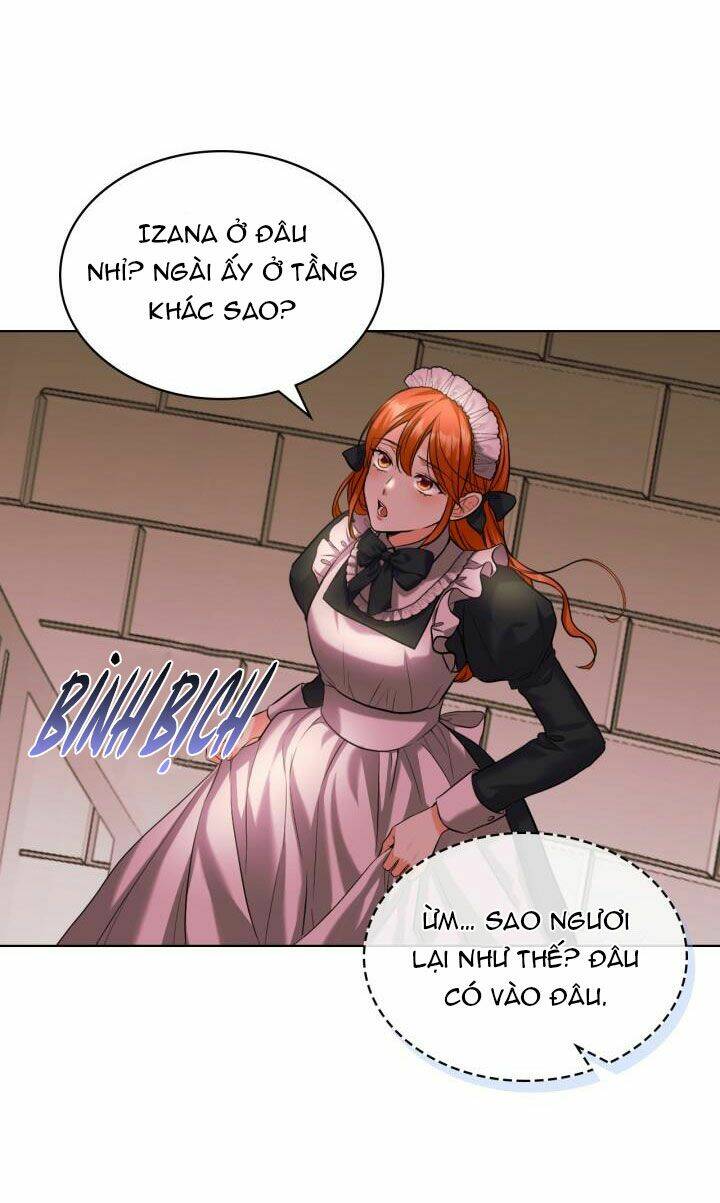 IZANA Ở ĐÂU
NHỈ? NGÀI ẤY Ở TẦNG
KHÁC SAO?
BÌNH BỊCH
ỪM... SAO NGƯƠI
LẠI NHƯ THẾ? ĐÂU
CÓ VÀO ĐÂU.